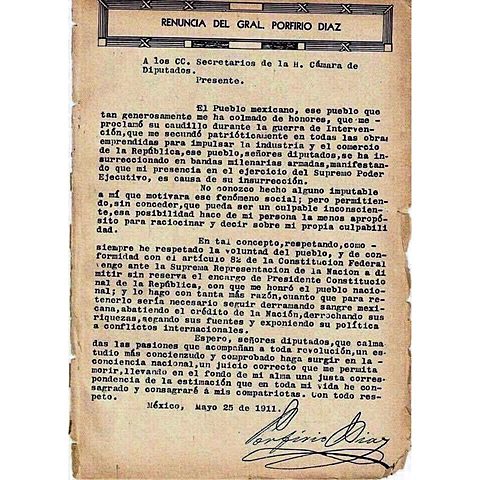 RENUNCIA DEL GRAL. PORFIRIO DIAZ
A los CC. Secretarios de la H. Cámara de
Diputados.
Presente.
El Pueblo mexicano, ese pueblo que
tan generosamente me ha colmado de honores, que me
proclamó su caudillo durante la guerra de Interven-
ción,que me secundó patrióticamente en todas las obras
emprendidas para impulsar la industria y el comercio
de la República,ese pueblo,señores diputados,se ha in
surreccionado en bandas milenarias armadas,manifestan-
do que mi presencia en el ejercicio del Supremo Poder
Ejecutivo, es causa de su insurrección.
No conozco hecho alguno imputable
a mí que motivara ese fenómeno social; pero permitien-
do,sin conceder,que pueda ser un culpable inconscien-
te,esa posibilidad hace de mi persona la menos apropó-
sito para raciocinar y decir sobre mi propia culpabili
dad.
En tal concepto,respetando,como
siempre he respetado la voluntad del pueblo, y de con-
formidad con el artículo 82 de la Constitución Federal
vengo ante la Suprema Representación de la Nación a di
mitir sin reserva el encargo de Presidente Constitucio
nal de la República, con que me honró el pueblo nacio-
nal; y lo hago con tanta más razón,cuanto que para re-
tenerlo sería necesario seguir derramando sangre mexi-
cana,abatiendo el crédito de la Nación,derrochando sus
riquezas,segando sus fuentes y exponiendo su política
a conflictos internacionales.
Espero, señores diputados,que calma
das las pasiones que acompañan a toda revolución,un es
tudio más concienzudo y comprobado haga surgir en la
conciencia nacional,un juicio correcto que me permita
morir,llevando en el fondo de mi alma una justa corres-
pondencia de la estimación que en toda mi vida he con-
sagrado y consagraré a mis compatriotas. Con todo res-
peto.
México, Mayo 25 de 1911.
Porfirio Diaz